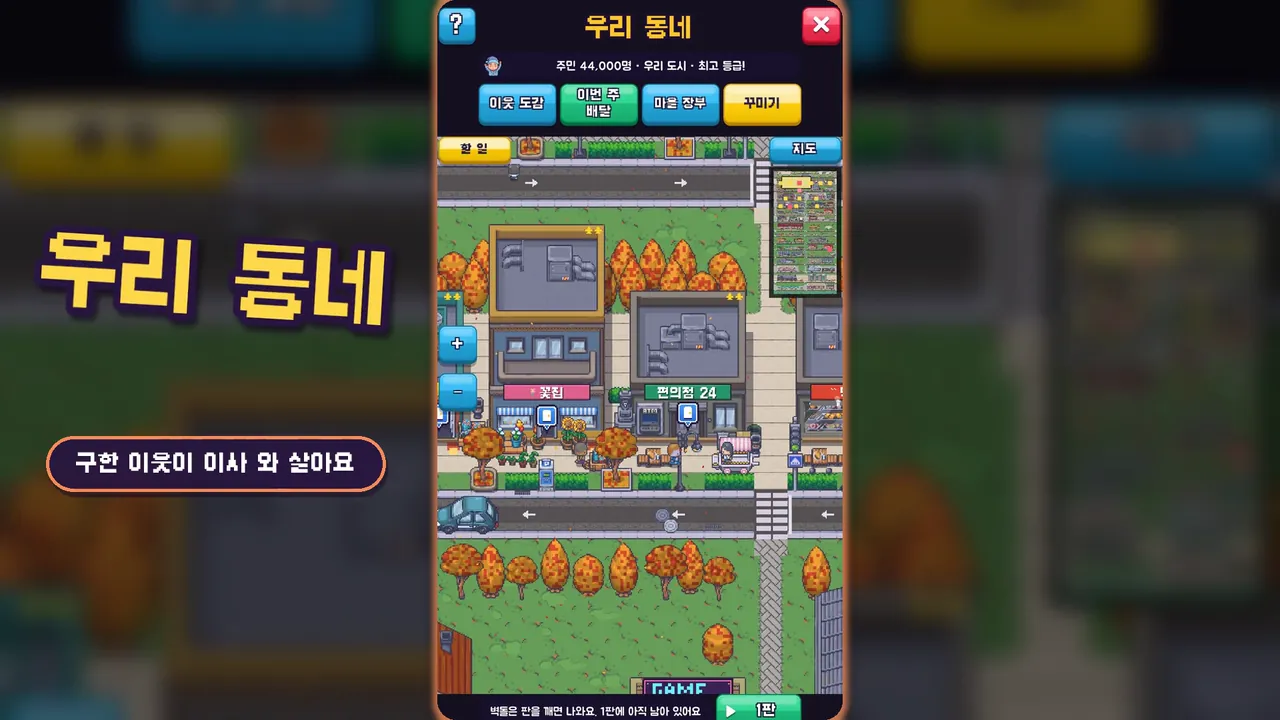 우리 동네
주민 44,000명 · 우리 도시 · 최고 등급!
이웃 도감
이번 주
배달
마을 장부
꾸미기
할 일
지도
우리 동네
구한 이웃이 이사 와 살아요
꽃집
편의점 24
ATM
GAME
벽돌은 판을 깨면 나와요. 1판에 아직 남아 있어요
1판